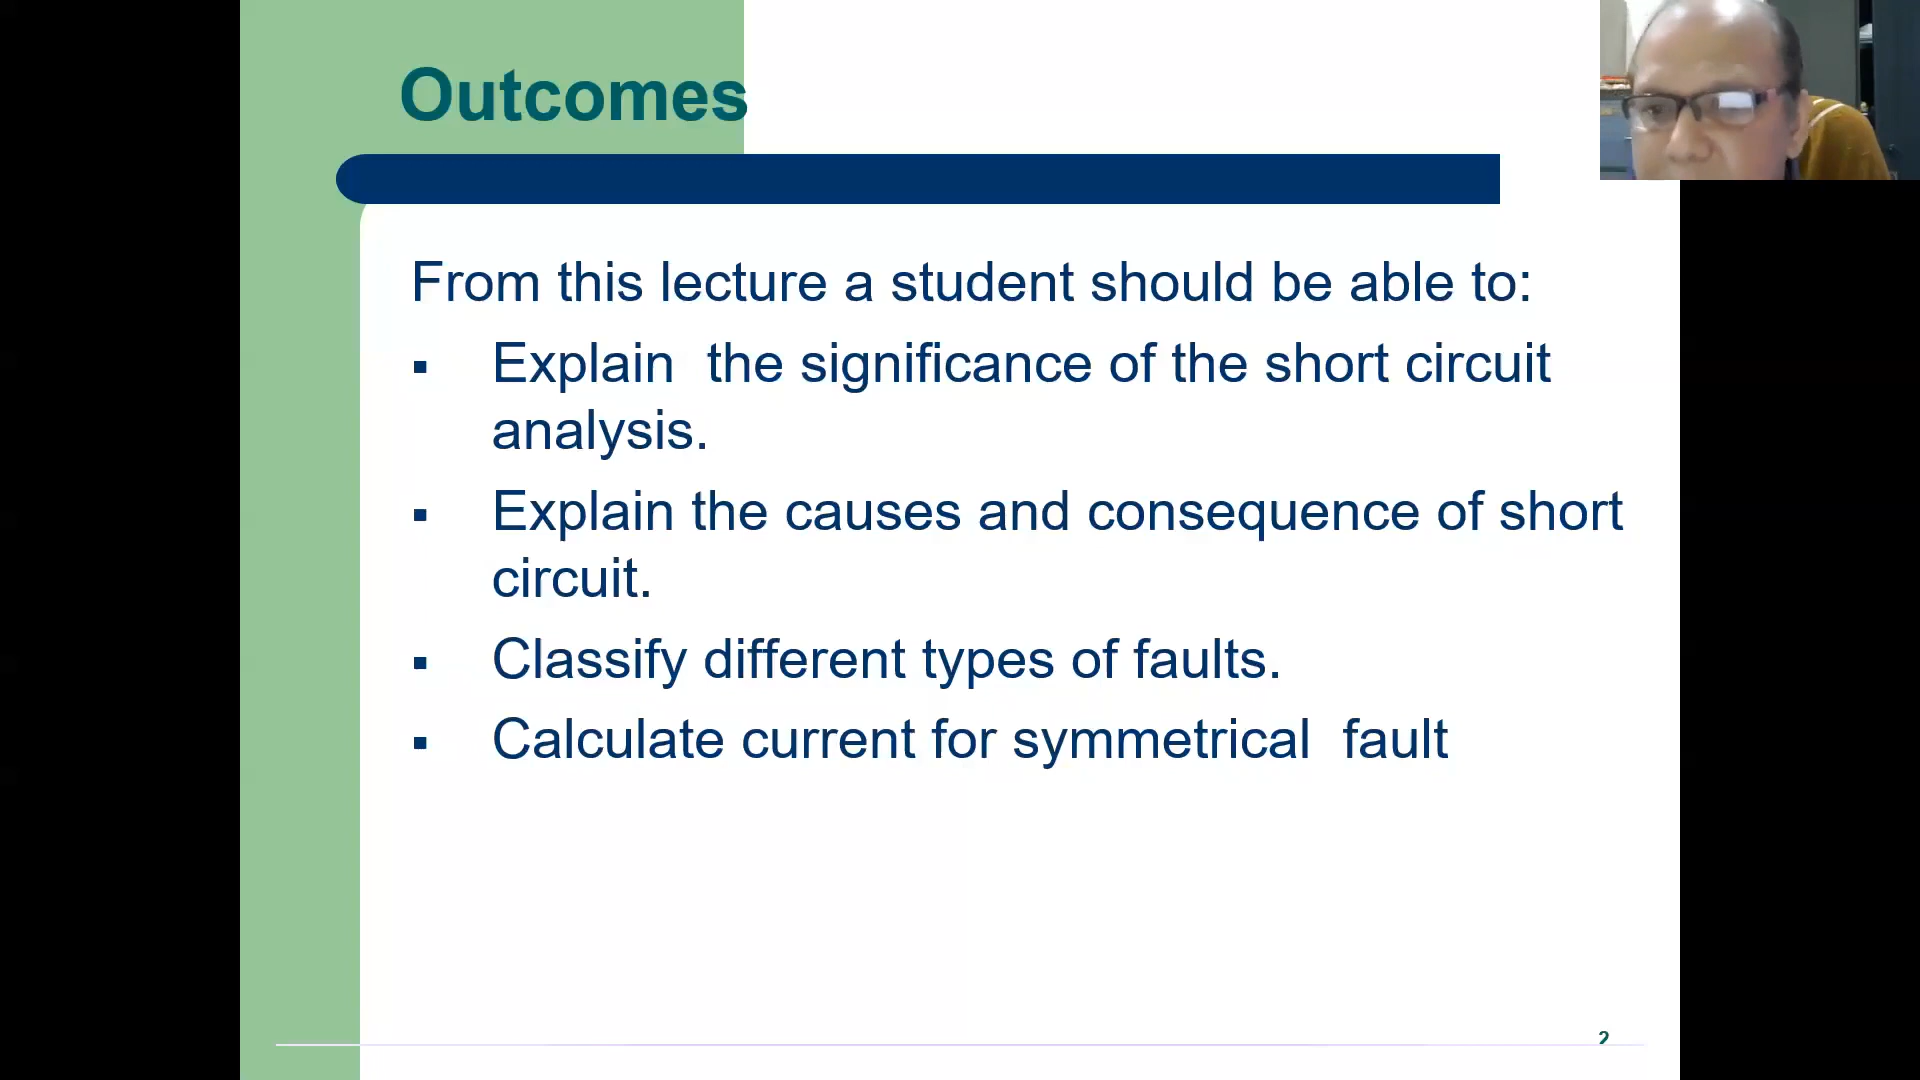 Outcomes
From this lecture a student should be able to:
▪ Explain  the significance of the short circuit
analysis.
▪ Explain the causes and consequence of short
circuit.
▪ Classify different types of faults.
▪ Calculate current for symmetrical  fault
2